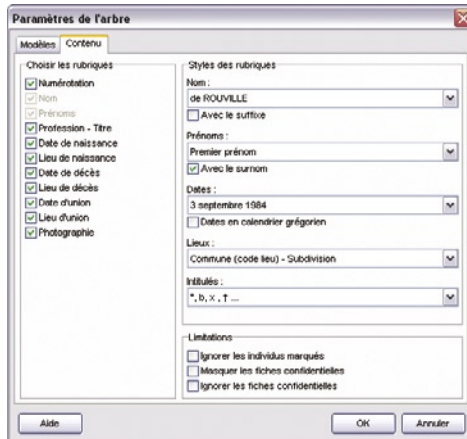 Paramètres de l'arbre
Modèles Contenu
Choisir les rubriques
Numérotation
Nom
Prénoms
Profession - Titre
Date de naissance
Lieu de naissance
Date de décès
Lieu de décès
Date d'union
Lieu d'union
Photographie
Styles des rubriques
Nom :
de ROUVILLE
Avec le suffixe
Prénoms :
Premier prénom
Avec le surnom
Dates :
3 septembre 1984
Dates en calendrier grégorien
Lieux :
Commune (code lieu) - Subdivision
Intitulés :
°, b, x , † ...
Limitations
Ignorer les individus marqués
Masquer les fiches confidentielles
Ignorer les fiches confidentielles
Aide OK Annuler